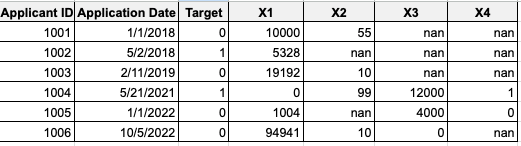 Applicant ID Application Date Target X1 X2 X3 X4
1001 1/1/2018 0 10000 55 nan nan
1002 5/2/2018 1 5328 nan nan nan
1003 2/11/2019 0 19192 10 nan nan
1004 5/21/2021 1 0 99 12000 1
1005 1/1/2022 0 1004 nan 4000 0
1006 10/5/2022 0 94941 10 0 nan